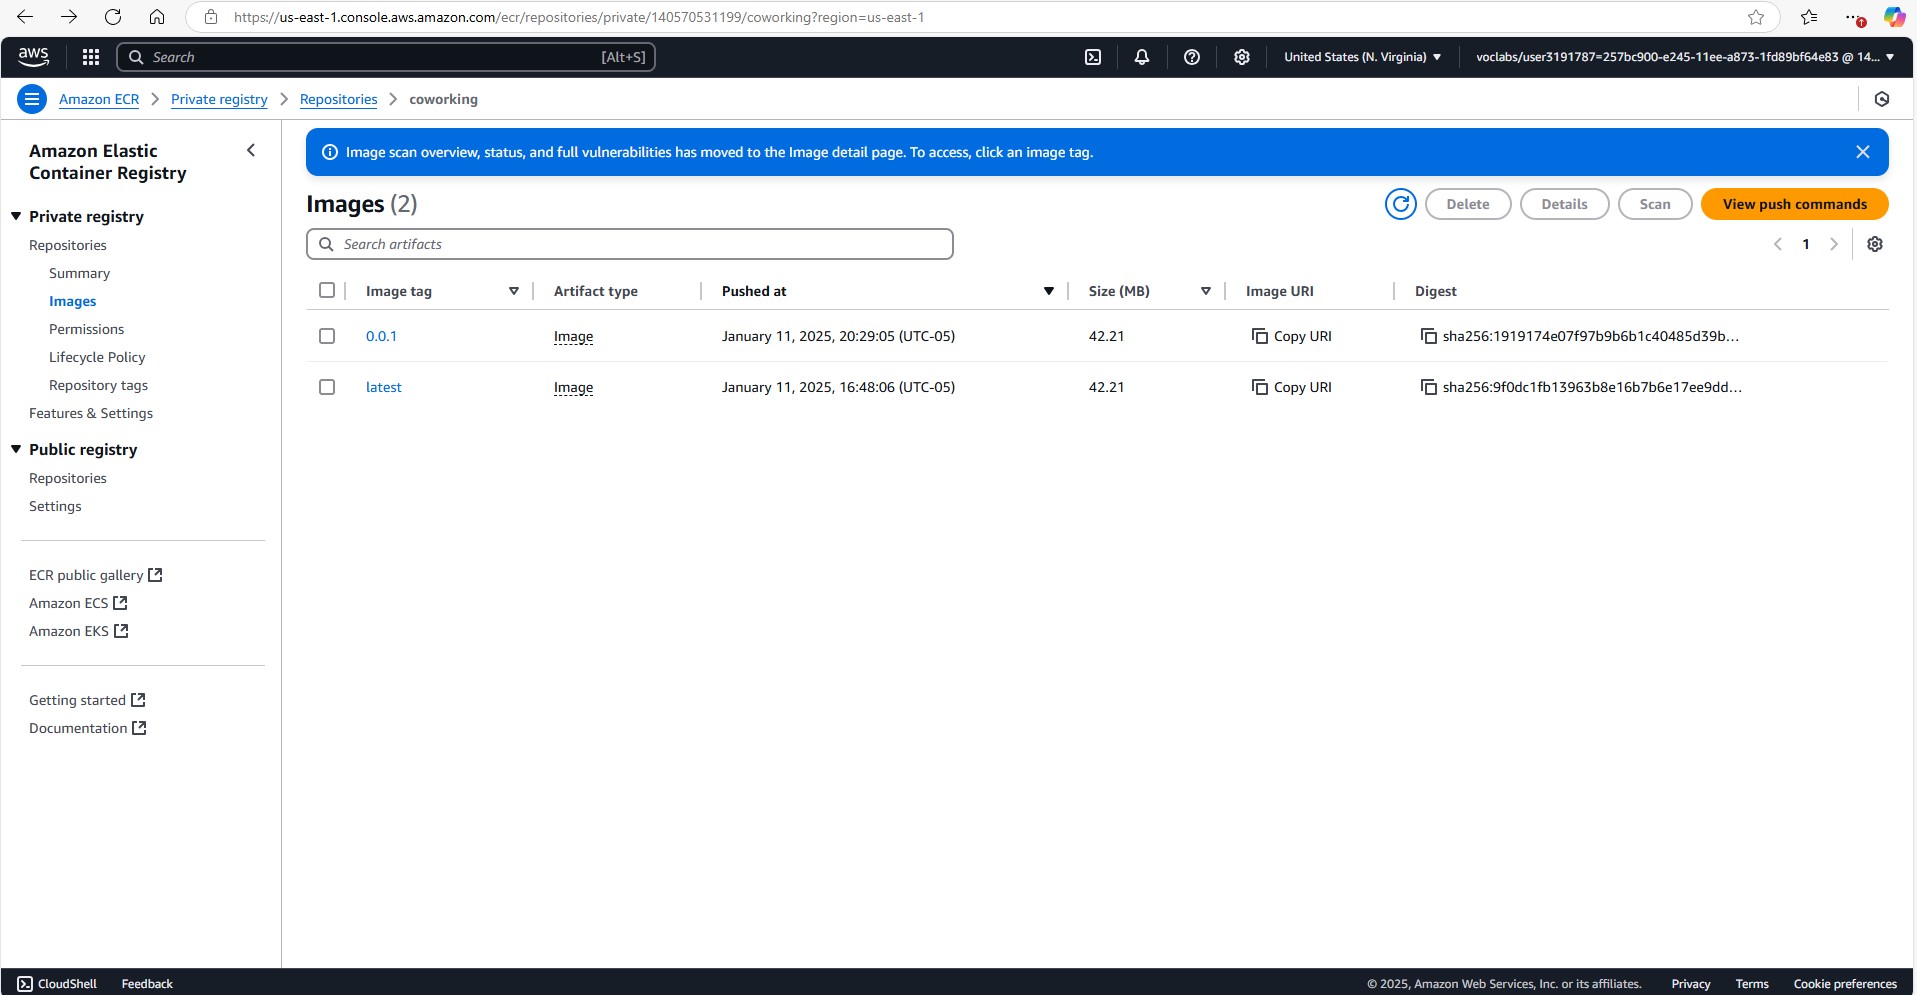 https://us-east-1.console.aws.amazon.com/ecr/repositories/private/140570531199/coworking?region=us-east-1
aws Search [Alt+S] United States (N. Virginia) voclabs/user3191787=257bc900-e245-11ee-a873-1fd89bf64e83 @ 14...
Amazon ECR Private registry Repositories coworking
Amazon Elastic
Container Registry
Private registry
Repositories
Summary
Images
Permissions
Lifecycle Policy
Repository tags
Features & Settings
Public registry
Repositories
Settings
ECR public gallery
Amazon ECS
Amazon EKS
Getting started
Documentation
Image scan overview, status, and full vulnerabilities has moved to the Image detail page. To access, click an image tag.
Images (2) Delete Details Scan View push commands
Search artifacts 1
Image tag Artifact type Pushed at Size (MB) Image URI Digest
0.0.1 Image January 11, 2025, 20:29:05 (UTC-05) 42.21 Copy URI sha256:1919174e07f97b9b6b1c40485d39b...
latest Image January 11, 2025, 16:48:06 (UTC-05) 42.21 Copy URI sha256:9f0dc1fb13963b8e16b7b6e17ee9dd...
CloudShell Feedback © 2025, Amazon Web Services, Inc. or its affiliates. Privacy Terms Cookie preferences